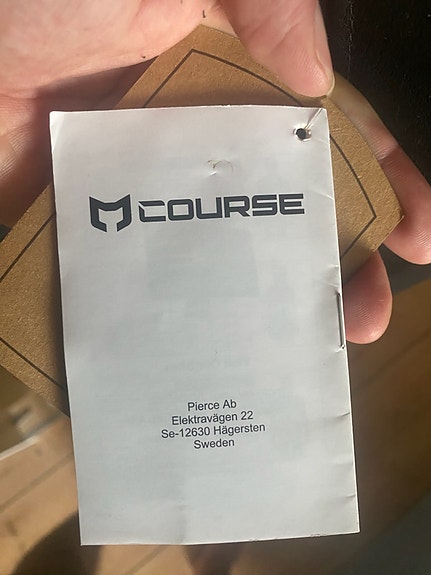 COURSE
Pierce Ab
Elektravägen 22
Se-12630 Hägersten
Sweden